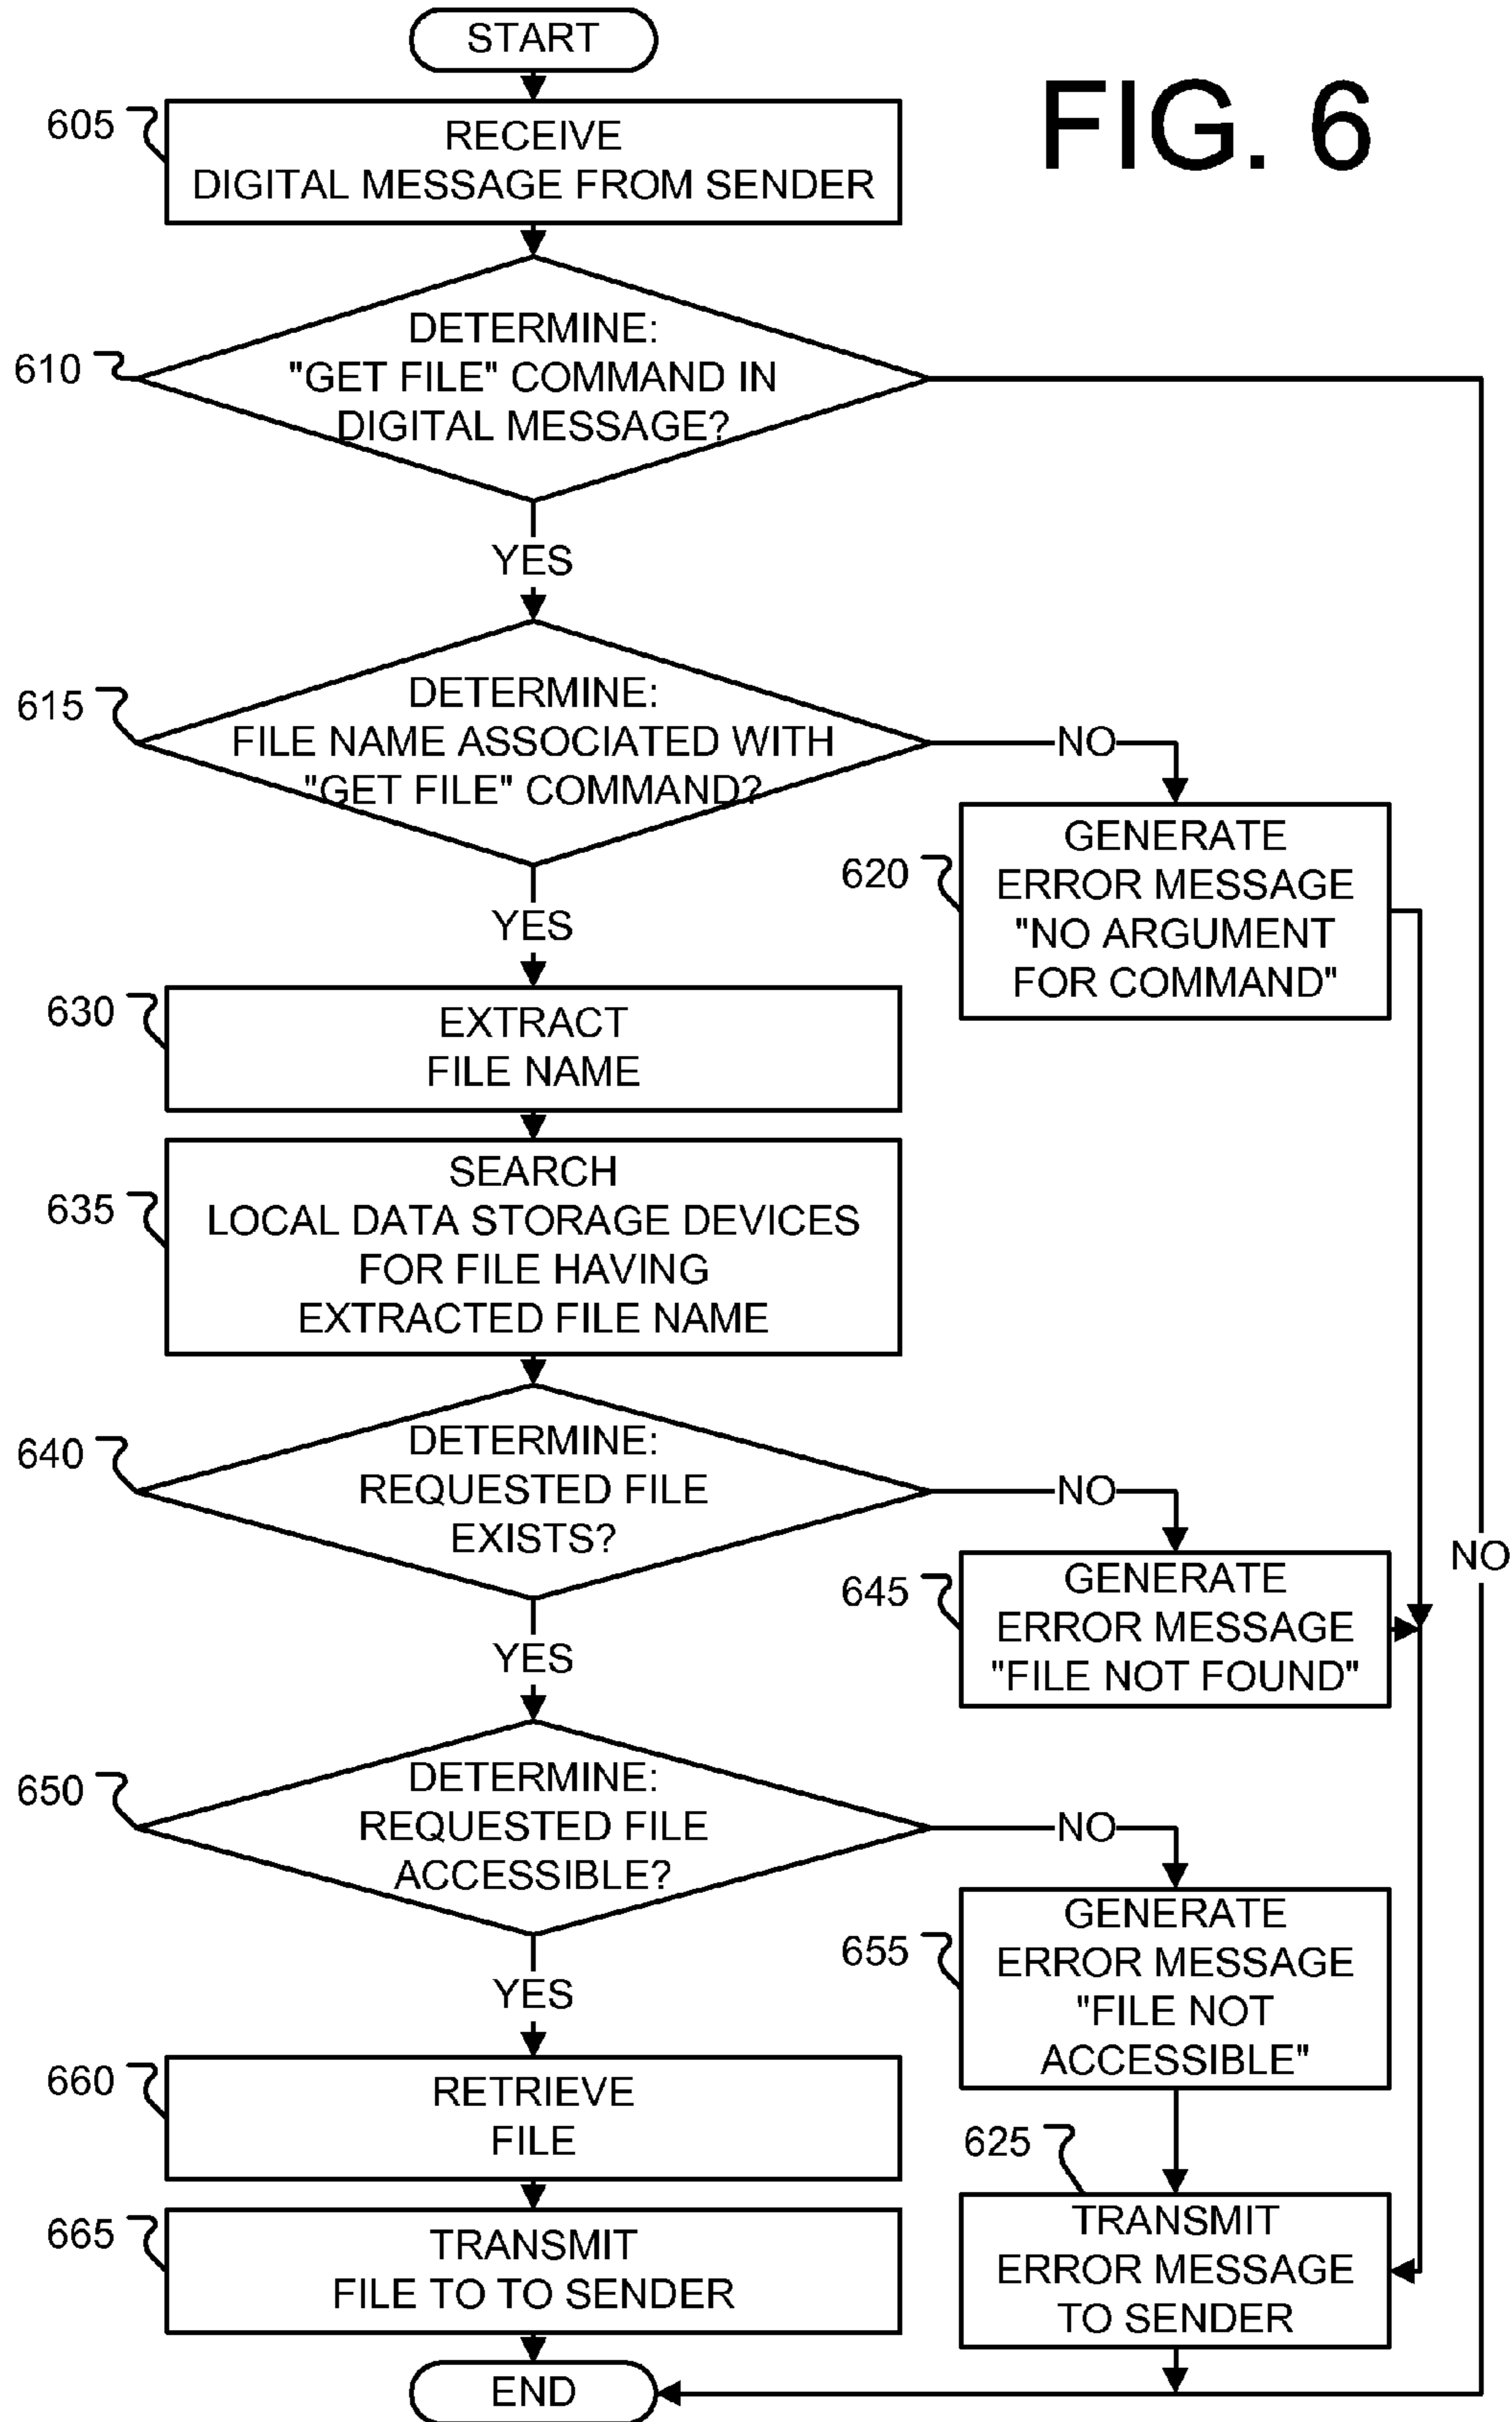 START
FIG. 6
605
RECEIVE
DIGITAL MESSAGE FROM SENDER
610
DETERMINE:
"GET FILE" COMMAND IN
DIGITAL MESSAGE?
YES
615
DETERMINE:
FILE NAME ASSOCIATED WITH
"GET FILE" COMMAND?
NO
620
GENERATE
ERROR MESSAGE
"NO ARGUMENT
FOR COMMAND"
YES
630
EXTRACT
FILE NAME
635
SEARCH
LOCAL DATA STORAGE DEVICES
FOR FILE HAVING
EXTRACTED FILE NAME
640
DETERMINE:
REQUESTED FILE
EXISTS?
NO
NO
645
GENERATE
ERROR MESSAGE
"FILE NOT FOUND"
YES
650
DETERMINE:
REQUESTED FILE
ACCESSIBLE?
NO
655
GENERATE
ERROR MESSAGE
"FILE NOT
ACCESSIBLE"
YES
660
RETRIEVE
FILE
625
TRANSMIT
ERROR MESSAGE
TO SENDER
665
TRANSMIT
FILE TO TO SENDER
END